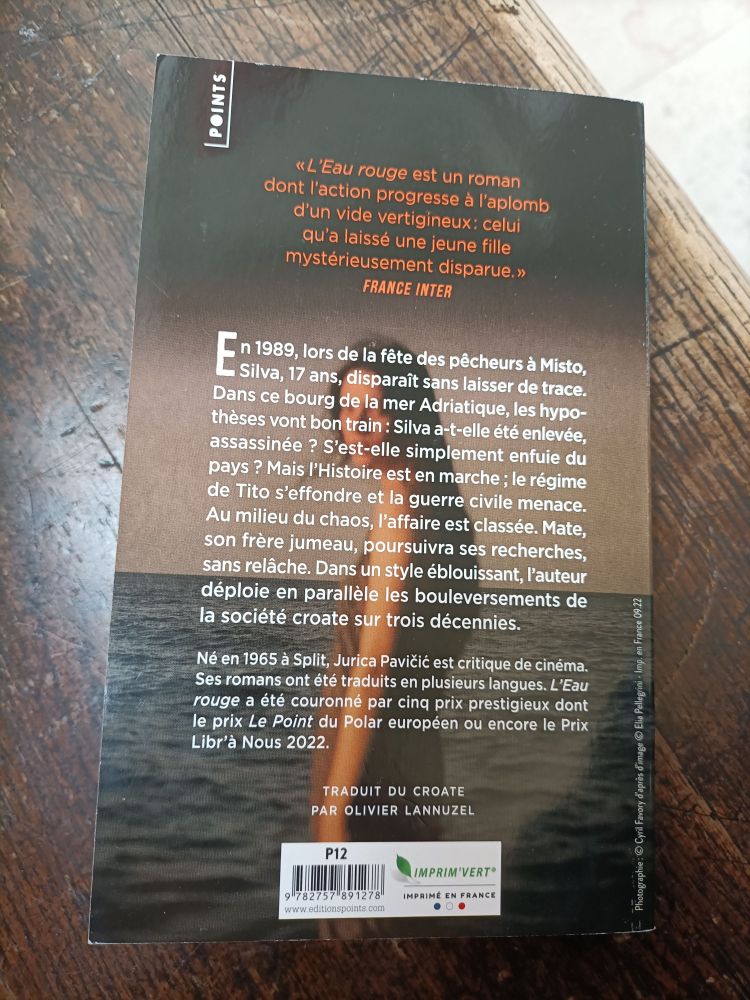 POINTS
« L'Eau rouge est un roman
dont l'action progresse à l'aplomb
d'un vide vertigineux : celui
qu'a laissé une jeune fille
mystérieusement disparue. »
FRANCE INTER
En 1989, lors de la fête des pêcheurs à Misto,
Silva, 17 ans, disparaît sans laisser de trace.
Dans ce bourg de la mer Adriatique, les hypo-
thèses vont bon train : Silva a-t-elle été enlevée,
assassinée ? S'est-elle simplement enfuie du
pays ? Mais l'Histoire est en marche ; le régime
de Tito s'effondre et la guerre civile menace.
Au milieu du chaos, l'affaire est classée. Mate,
son frère jumeau, poursuivra ses recherches,
sans relâche. Dans un style éblouissant, l'auteur
déploie en parallèle les bouleversements de
la société croate sur trois décennies.
Né en 1965 à Split, Jurica Pavičić est critique de cinéma.
Ses romans ont été traduits en plusieurs langues. L'Eau
rouge a été couronné par cinq prix prestigieux dont
le prix Le Point du Polar européen ou encore le Prix
Libr'à Nous 2022.
TRADUIT DU CROATE
PAR OLIVIER LANNUZEL
P12
9 782757 891278
www.editionspoints.com
IMPRIM'VERT®
IMPRIMÉ EN FRANCE
Photographie : © Cyril Favory d'après d'image © Elia Pellegrini - Imp. en France 09.22